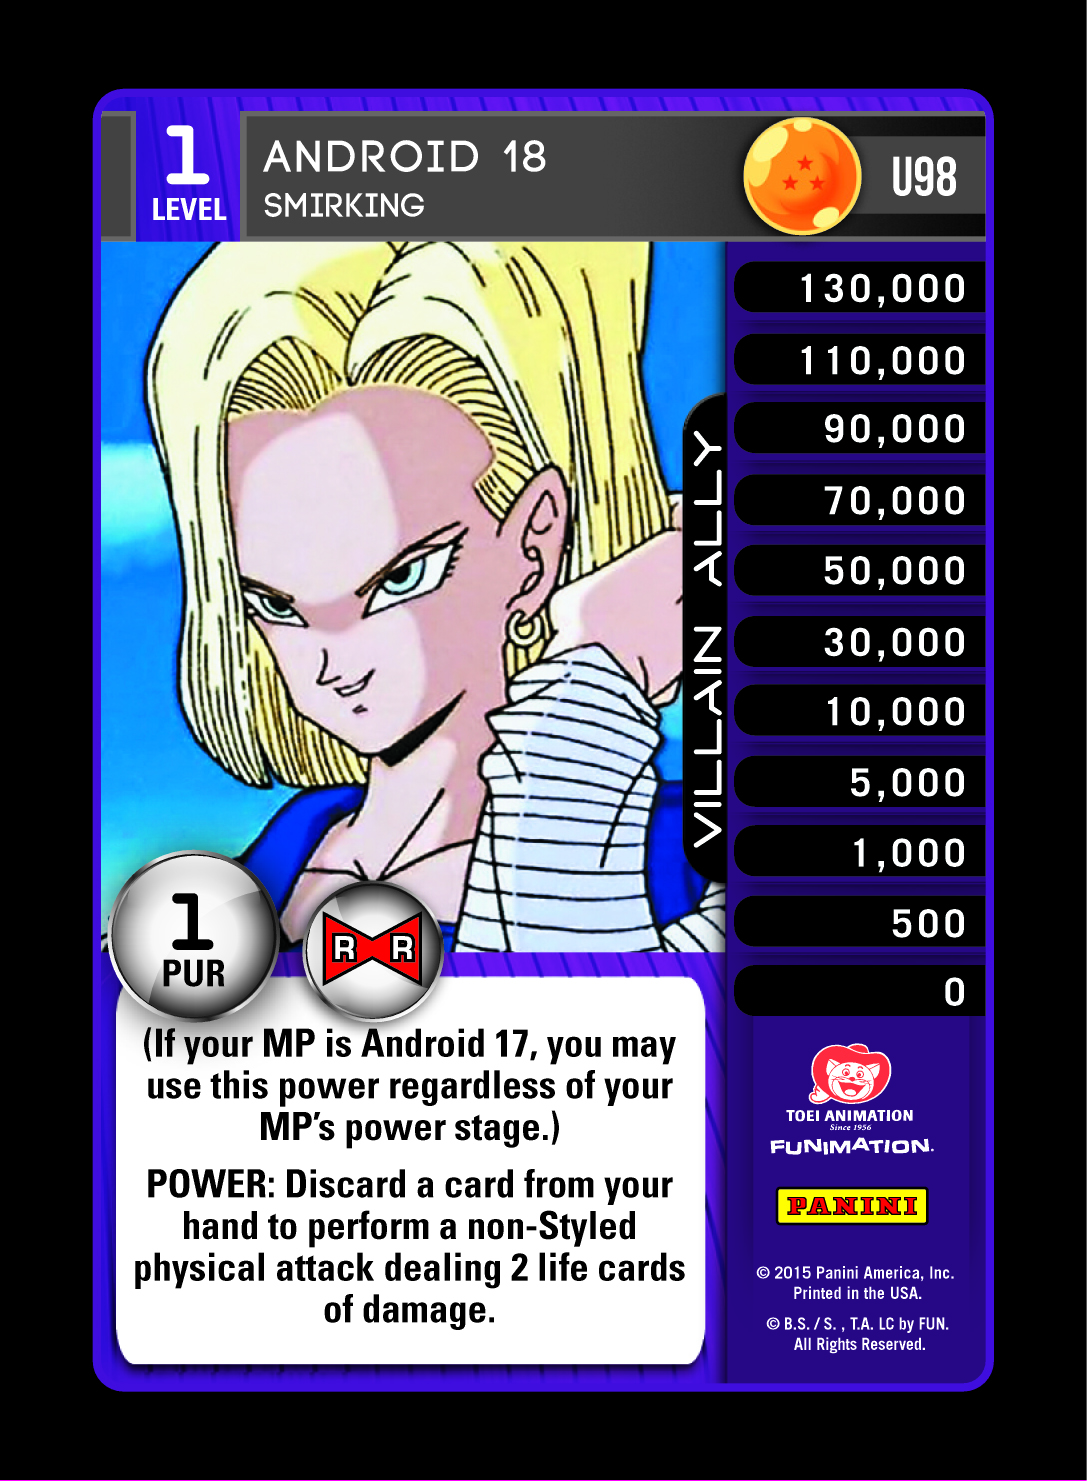 1
LEVEL
ANDROID 18
SMIRKING
U98
130,000
110,000
90,000
70,000
50,000
30,000
10,000
5,000
1,000
500
0
VILLAIN ALLY
1
PUR
R R
(If your MP is Android 17, you may
use this power regardless of your
MP’s power stage.)
POWER: Discard a card from your
hand to perform a non-Styled
physical attack dealing 2 life cards
of damage.
TOEI ANIMATION
Since 1956
FUNIMATION.
PANINI
© 2015 Panini America, Inc.
Printed in the USA.
© B.S. / S. , T.A. LC by FUN.
All Rights Reserved.